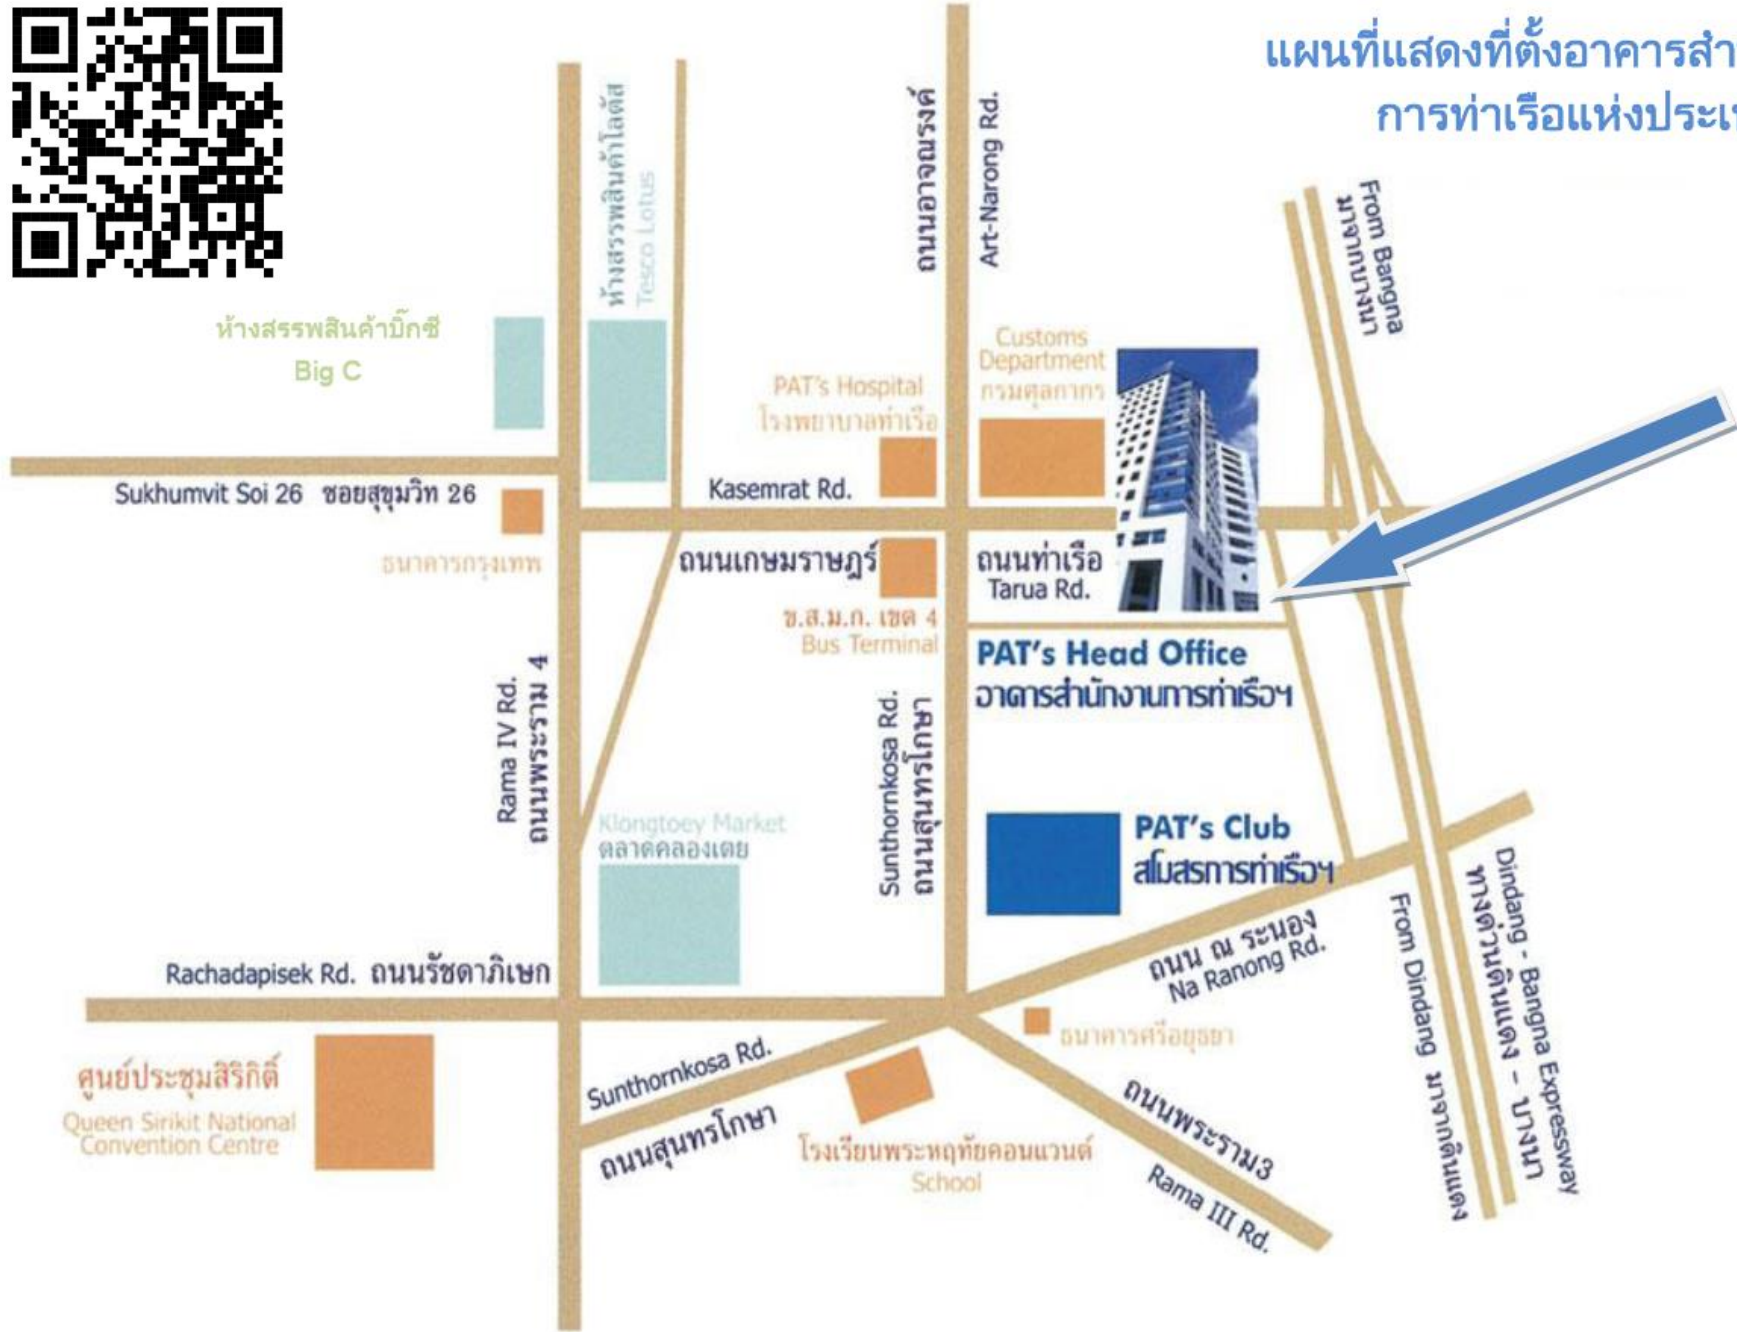 แผนที่แสดงที่ตั้งอาคารสำ
การท่าเรือแห่งประเ
ห้างสรรพสินค้าโลตัส
Tesco Lotus
ถนนอาจณรงค์
Art-Narong Rd.
From Bangna
มาจากบางนา
ห้างสรรพสินค้าบิ๊กซี
Big C
PAT's Hospital
โรงพยาบาลท่าเรือ
Customs
Department
กรมศุลกากร
Sukhumvit Soi 26 ซอยสุขุมวิท 26
Kasemrat Rd.
ธนาคารกรุงเทพ
ถนนเกษมราษฎร์
ถนนท่าเรือ
Tarua Rd.
ข.ส.ม.ก. เขต 4
Bus Terminal
PAT's Head Office
อาคารสำนักงานการท่าเรือฯ
Rama IV Rd.
ถนนพระราม 4
Sunthornkosa Rd.
ถนนสุนทรโกษา
Klongtoey Market
ตลาดคลองเตย
PAT's Club
สโมสรการท่าเรือฯ
Rachadapisek Rd. ถนนรัชดาภิเษก
ถนน ณ ระนอง
Na Ranong Rd.
From Dindang มาจากดินแดง
Dindang - Bangna Expressway
ทางด่วนดินแดง - บางนา
ศูนย์ประชุมสิริกิติ์
Queen Sirikit National
Convention Centre
Sunthornkosa Rd.
ถนนสุนทรโกษา
ธนาคารศรีอยุธยา
โรงเรียนพระหฤทัยคอนแวนต์
School
ถนนพระราม3
Rama III Rd.